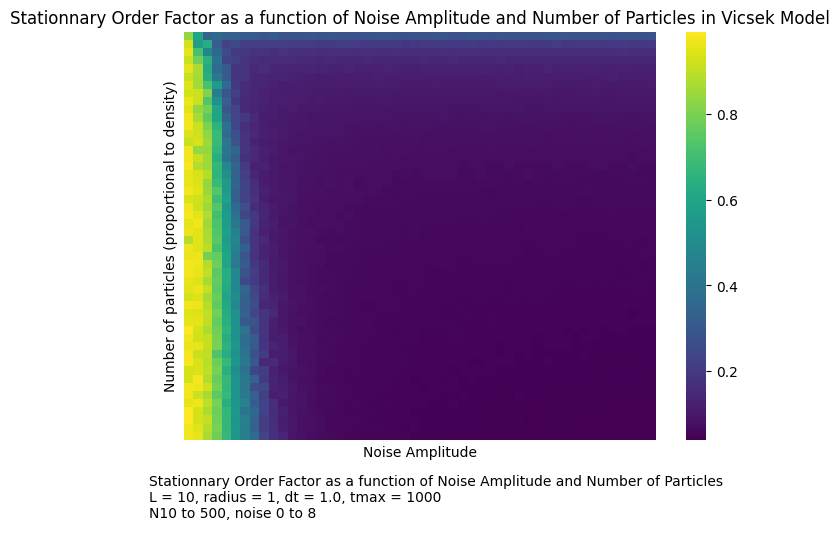 Stationnary Order Factor as a function of Noise Amplitude and Number of Particles in Vicsek Model
Number of particles (proportional to density)
0.8
0.6
0.4
0.2
Noise Amplitude
Stationnary Order Factor as a function of Noise Amplitude and Number of Particles
L = 10, radius = 1, dt = 1.0, tmax = 1000
N10 to 500, noise 0 to 8